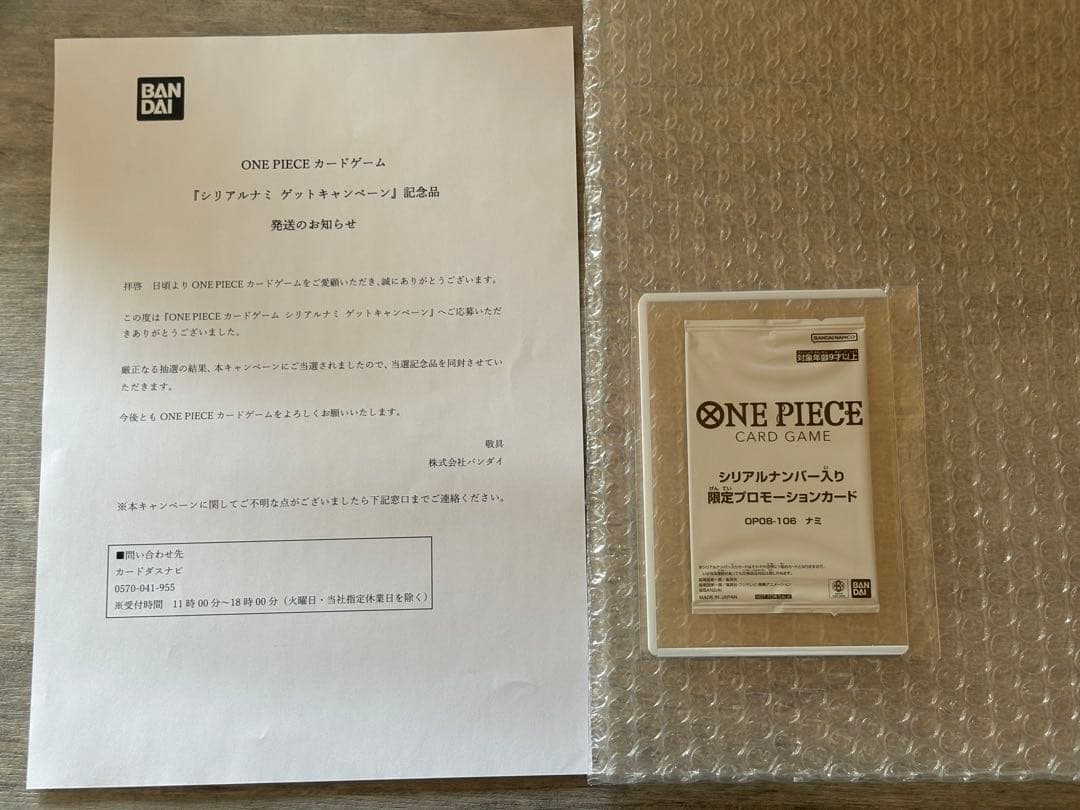 BAN
DAI
ONE PIECE カードゲーム
『シリアルナミ ゲットキャンペーン』記念品
発送のお知らせ
拝啓　日頃より ONE PIECE カードゲームをご愛顧いただき、誠にありがとうございます。
この度は『ONE PIECE カードゲーム シリアルナミ ゲットキャンペーン』へご応募いただ
きありがとうございました。
厳正なる抽選の結果、本キャンペーンにご当選されましたので、当選記念品を同封させてい
ただきます。
今後とも ONE PIECE カードゲームをよろしくお願いいたします。
敬具
株式会社バンダイ
※本キャンペーンに関してご不明な点がございましたら下記窓口までご連絡ください。
■問い合わせ先
カードダスナビ
0570-041-955
※受付時間　11 時 00 分～18 時 00 分（火曜日・当社指定休業日を除く）
BANDAI NAMCO
対象年齢9才以上
ONE PIECE
CARD GAME
シリアルナンバー入り
限定プロモーションカード
OP08-106 ナミ
MADE IN JAPAN
NOT FOR SALE
BAN
DAI